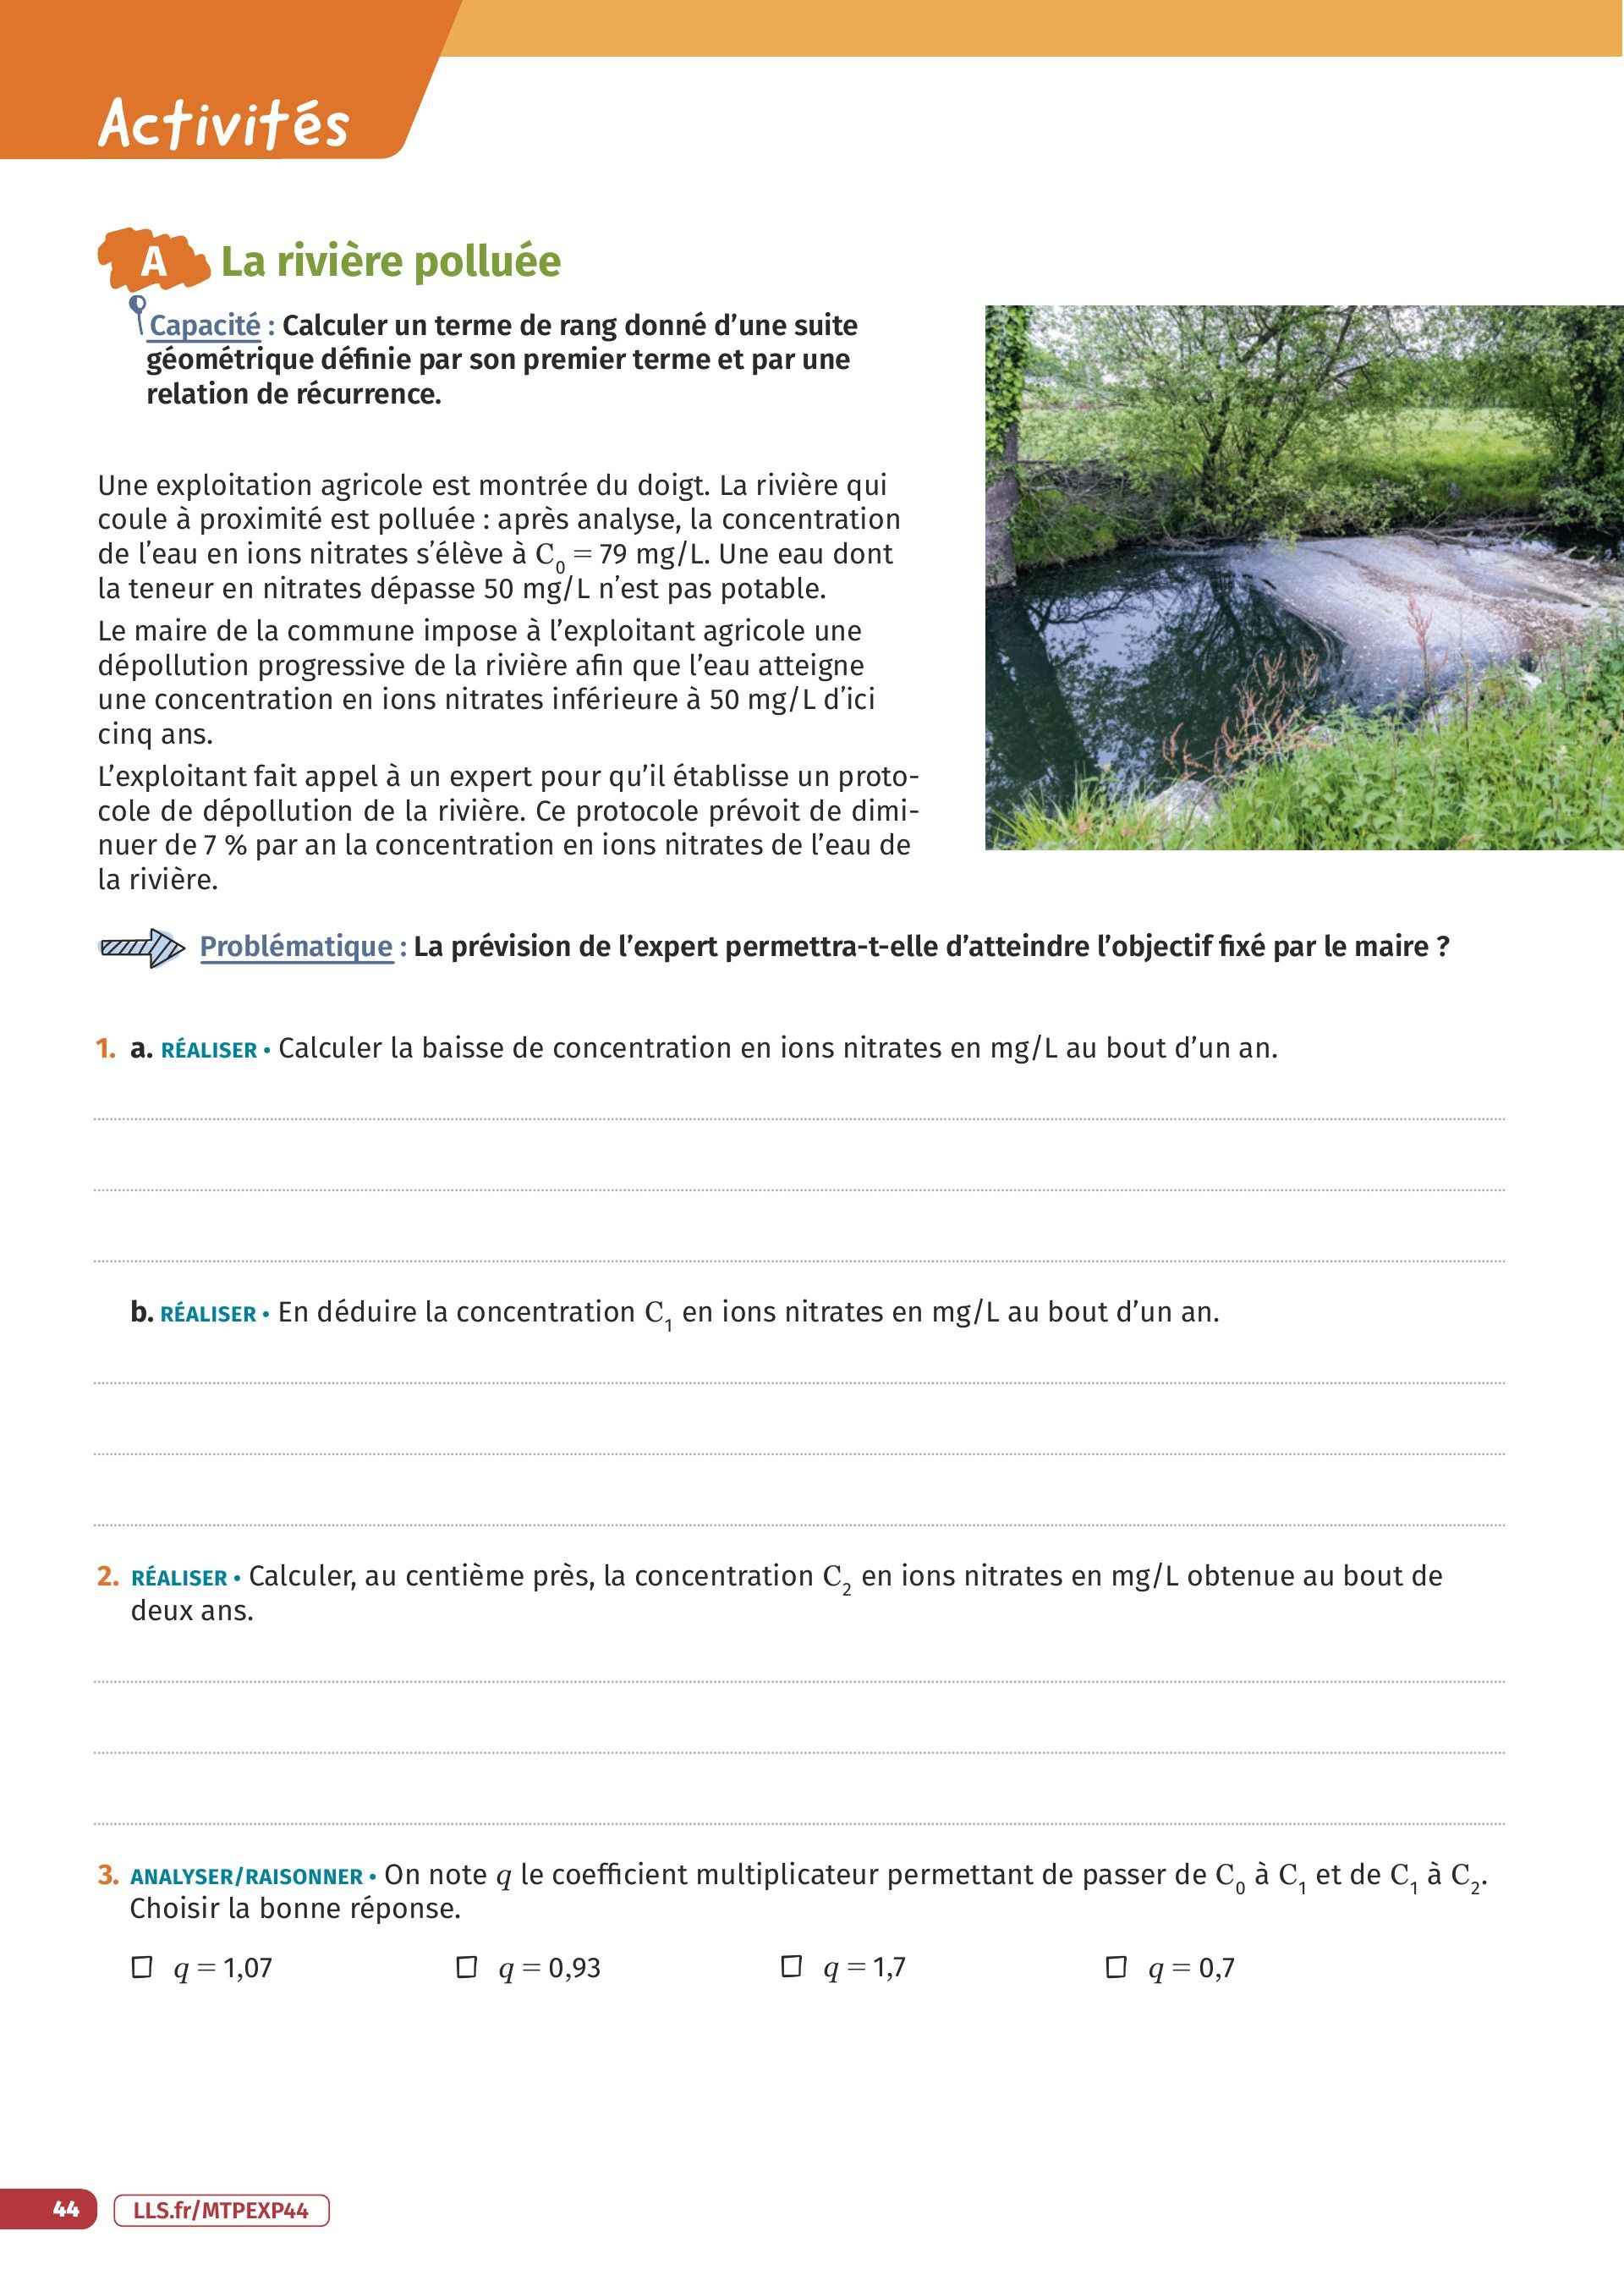 Activités
A La rivière polluée
Capacité : Calculer un terme de rang donné d’une suite
géométrique définie par son premier terme et par une
relation de récurrence.
Une exploitation agricole est montrée du doigt. La rivière qui
coule à proximité est polluée : après analyse, la concentration
de l’eau en ions nitrates s’élève à C₀ = 79 mg/L. Une eau dont
la teneur en nitrates dépasse 50 mg/L n’est pas potable.
Le maire de la commune impose à l’exploitant agricole une
dépollution progressive de la rivière afin que l’eau atteigne
une concentration en ions nitrates inférieure à 50 mg/L d’ici
cinq ans.
L’exploitant fait appel à un expert pour qu’il établisse un proto-
cole de dépollution de la rivière. Ce protocole prévoit de dimi-
nuer de 7 % par an la concentration en ions nitrates de l’eau de
la rivière.
Problématique : La prévision de l’expert permettra-t-elle d’atteindre l’objectif fixé par le maire ?
1. a. RÉALISER • Calculer la baisse de concentration en ions nitrates en mg/L au bout d’un an.
b. RÉALISER • En déduire la concentration C₁ en ions nitrates en mg/L au bout d’un an.
2. RÉALISER • Calculer, au centième près, la concentration C₂ en ions nitrates en mg/L obtenue au bout de
deux ans.
3. ANALYSER/RAISONNER • On note q le coefficient multiplicateur permettant de passer de C₀ à C₁ et de C₁ à C₂.
Choisir la bonne réponse.
☐ q = 1,07 ☐ q = 0,93 ☐ q = 1,7 ☐ q = 0,7
44 LLS.fr/MTPEXP44